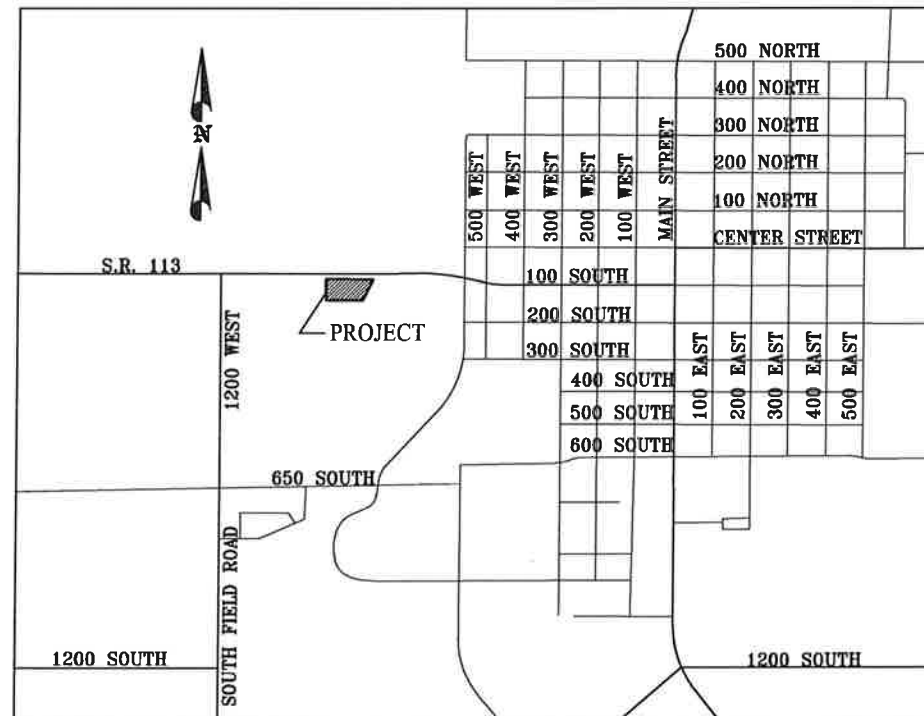 500 NORTH
400 NORTH
300 NORTH
200 NORTH
100 NORTH
CENTER STREET
N
500 WEST
400 WEST
300 WEST
200 WEST
100 WEST
MAIN STREET
S.R. 113
100 SOUTH
200 SOUTH
300 SOUTH
400 SOUTH
500 SOUTH
600 SOUTH
PROJECT
1200 WEST
100 EAST
200 EAST
300 EAST
400 EAST
500 EAST
650 SOUTH
SOUTH FIELD ROAD
1200 SOUTH
1200 SOUTH